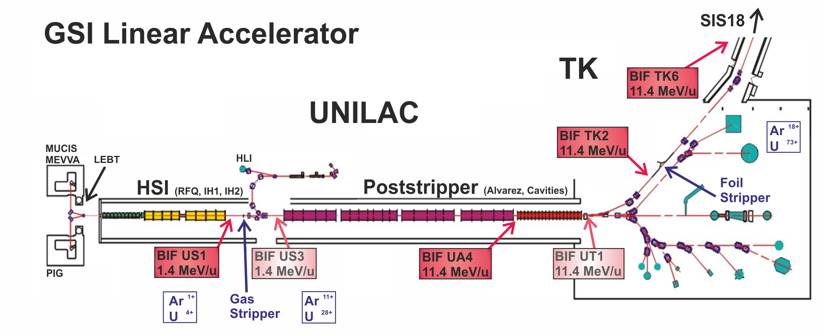 GSI Linear Accelerator
SIS18
TK
BIF TK6
11.4 MeV/u
UNILAC
BIF TK2
11.4 MeV/u
Ar 18+
U 73+
MUCIS
MEVVA
LEBT
HLI
HSI (RFQ, IH1, IH2)
Poststripper (Alvarez, Cavities)
Foil
Stripper
BIF US1
1.4 MeV/u
BIF US3
1.4 MeV/u
BIF UA4
11.4 MeV/u
BIF UT1
11.4 MeV/u
PIG
Ar 1+
U 4+
Gas
Stripper
Ar 11+
U 28+